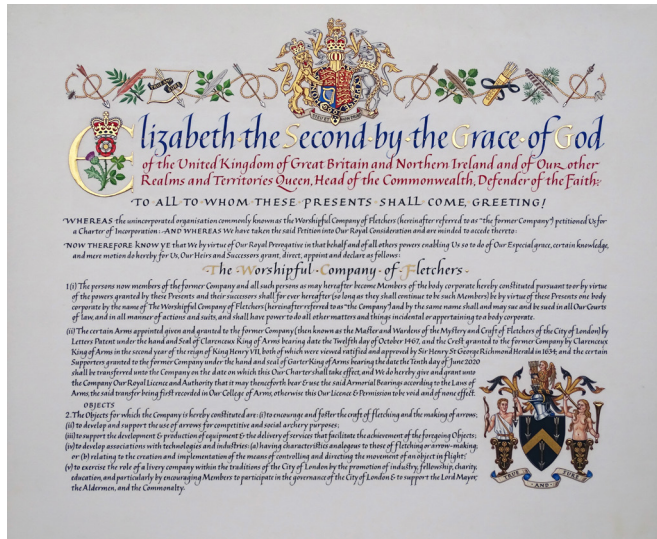 Elizabeth the Second by the Grace of God
of the United Kingdom of Great Britain and Northern Ireland and of Our other
Realms and Territories Queen, Head of the Commonwealth, Defender of the Faith:
TO ALL TO WHOM THESE PRESENTS SHALL COME, GREETING!
WHEREAS the unincorporated organisation commonly known as the Worshipful Company of Fletchers (hereinafter referred to as "the former Company") petitioned Us for
a Charter of Incorporation: AND WHEREAS We have taken the said Petition into Our Royal Consideration and are minded to accede thereto:
NOW THEREFORE KNOW YE that We by virtue of Our Royal Prerogative in that behalf and of all others powers enabling Us so to do of Our Especial grace, certain knowledge,
and mere motion do hereby for Us, Our Heirs and Successors grant, direct, appoint and declare as follows:
The Worshipful Company of Fletchers
1 (i) The persons now members of the former Company and all such persons as may hereafter become Members of the body corporate hereby constituted pursuant to or by virtue
of the powers granted by these Presents and their successors shall for ever hereafter (so long as they shall continue to be such Members) be by virtue of these Presents one body
corporate by the name of The Worshipful Company of Fletchers (hereinafter referred to as "the Company") and by the same name shall and may sue and be sued in all Our Courts
of law, and in all manner of actions and suits, and shall have power to do all other matters and things incidental or appertaining to a body corporate.
(ii) The certain Arms appointed given and granted to the former Company (then known as the Master and Wardens of the Mystery and Craft of Fletchers of the City of London) by
Letters Patent under the hand and Seal of Clarenceux King of Arms bearing date the Twelfth day of October 1467, and the Crest granted to the former Company by Clarenceux
King of Arms in the second year of the reign of King Henry VII, both of which were viewed ratified and approved by Sir Henry St George Richmond Herald in 1634; and the certain
Supporters granted to the former Company under the hand and seal of Garter King of Arms bearing the date the Tenth day of June 2020
shall be transferred unto the Company on the date on which this Our Charter shall take effect, and We do hereby give and grant unto
the Company Our Royal Licence and Authority that it may thenceforth bear & use the said Armorial Bearings according to the Laws of
Arms, the said transfer being first recorded in Our College of Arms, otherwise this Our Licence & Permission to be void and of none effect.
OBJECTS
2. The Objects for which the Company is hereby constituted are: (i) to encourage and foster the craft of fletching and the making of arrows;
(ii) to develop and support the use of arrows for competitive and social archery purposes;
(iii) to support the development & production of equipment & the delivery of services that facilitate the achievement of the foregoing Objects;
(iv) to develop associations with technologies and industries: (a) having characteristics analogous to those of fletching or arrow-making,
or (b) relating to the creation and implementation of the means of controlling and directing the movement of an object in flight;
(v) to exercise the role of a livery company within the traditions of the City of London by the promotion of industry, fellowship, charity,
education, and particularly by encouraging Members to participate in the governance of the City of London & to support the Lord Mayor,
the Aldermen, and the Commonalty.
TRUE AND SURE